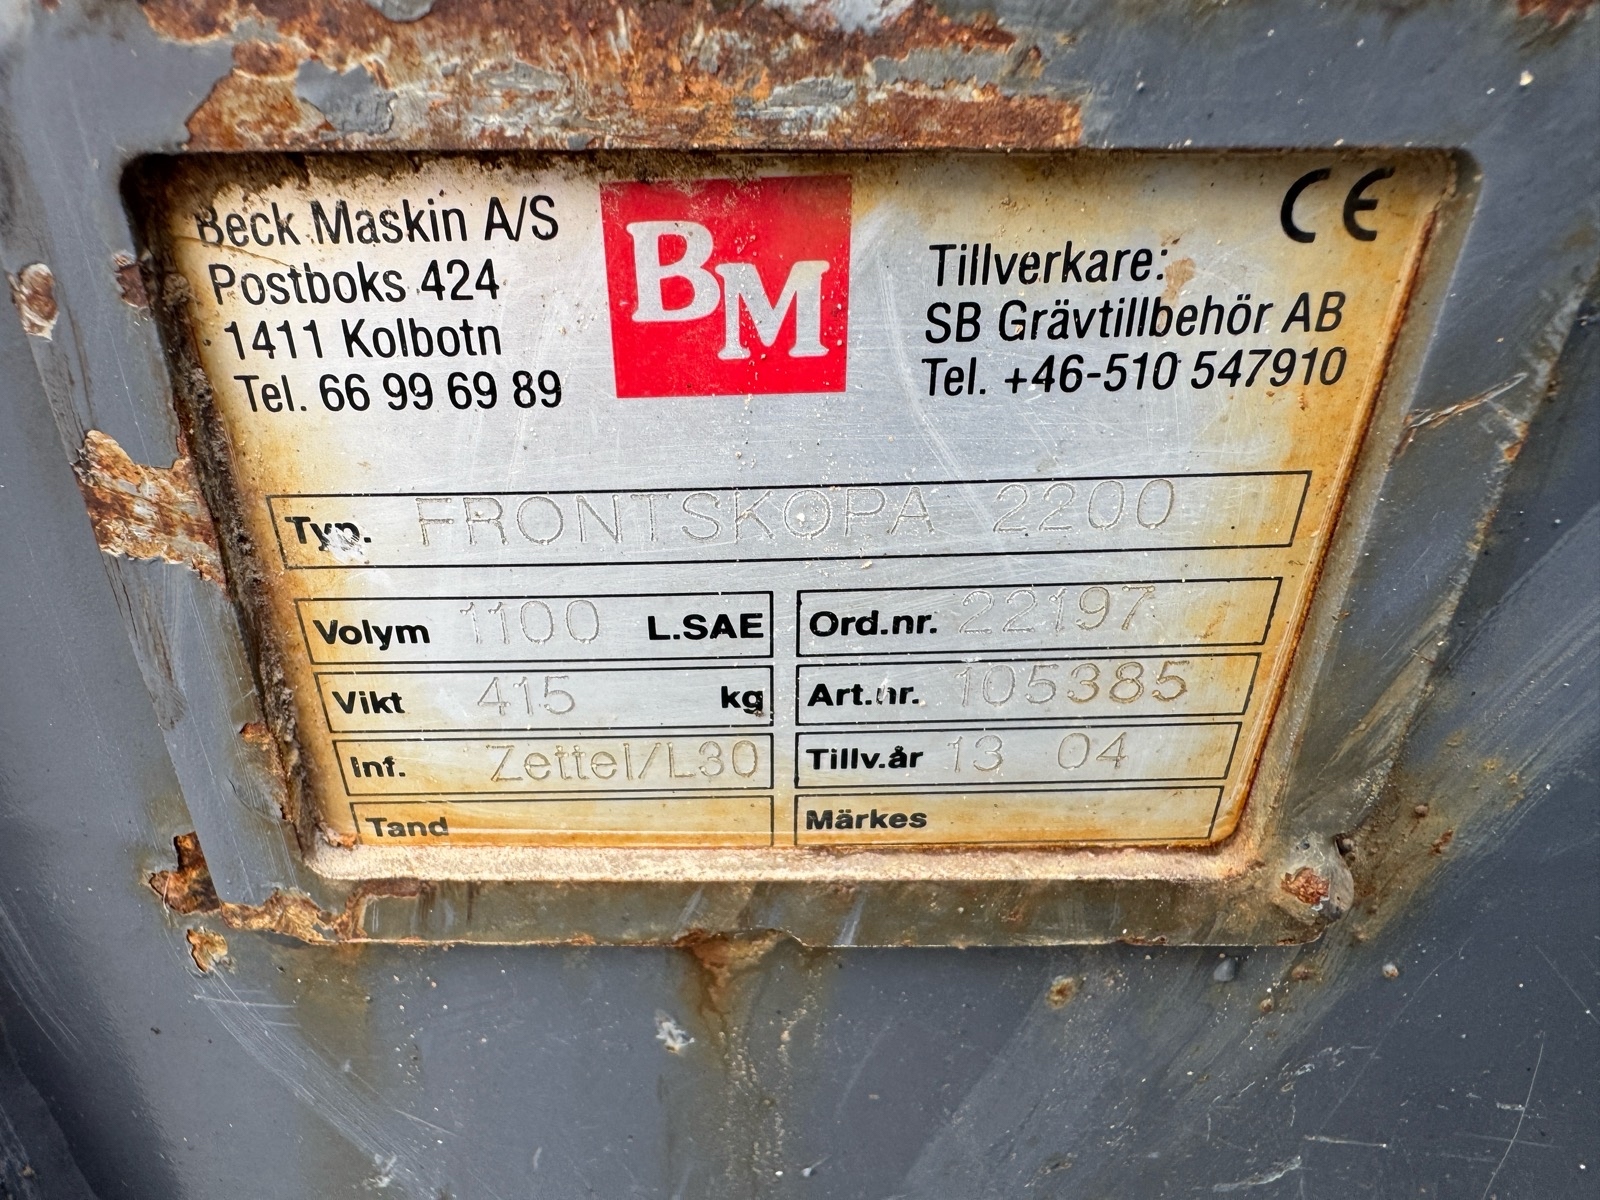 Beck Maskin A/S
Postboks 424
1411 Kolbotn
Tel. 66 99 69 89
BM
CE
Tillverkare:
SB Grävtillbehör AB
Tel. +46-510 547910
Typ. FRONTSKOPA 2200
Volym 1100 L.SAE
Vikt 415 kg
Inf. Zettel/L30
Tand
Ord.nr. 22197
Art.nr. 105385
Tillv.år 13 04
Märkes